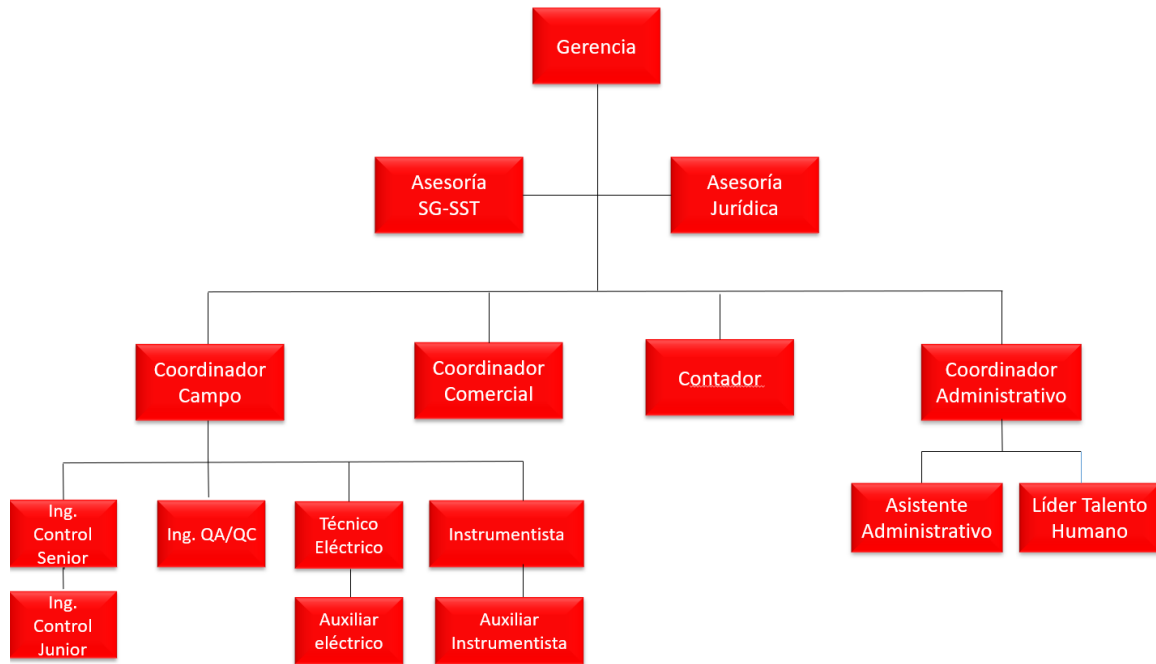 Gerencia
Asesoría
SG-SST
Asesoría
Jurídica
Coordinador
Campo
Coordinador
Comercial
Contador
Coordinador
Administrativo
Ing.
Control
Senior
Ing. QA/QC
Técnico
Eléctrico
Instrumentista
Asistente
Administrativo
Líder Talento
Humano
Ing.
Control
Junior
Auxiliar
eléctrico
Auxiliar
Instrumentista